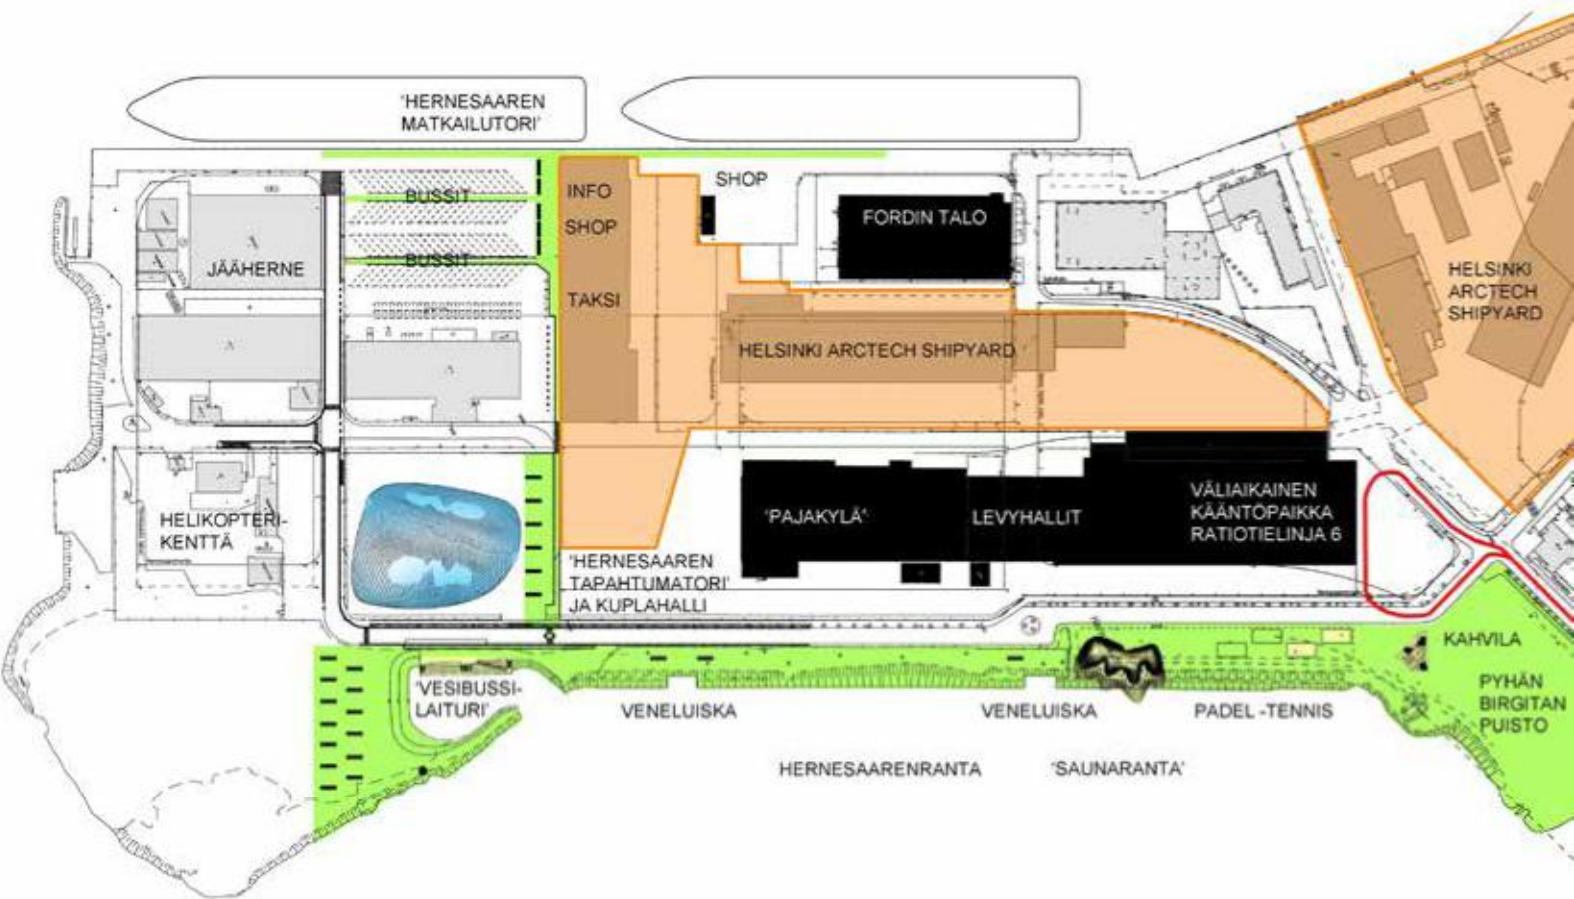 'HERNESAAREN
MATKAILUTORI'
BUSSIT
BUSSIT
INFO
SHOP
TAKSI
SHOP
FORDIN TALO
JÄÄHERNE
HELSINKI ARCTECH SHIPYARD
HELSINKI
ARCTECH
SHIPYARD
HELIKOPTERI-
KENTTÄ
'PAJAKYLÄ'
LEVYHALLIT
VÄLIAIKAINEN
KÄÄNTÖPAIKKA
RATIOTIELINJA 6
'HERNESAAREN
TAPAHTUMATORI'
JA KUPLAHALLI
'VESIBUSSI-
LAITURI'
VENELUISKA
VENELUISKA
PADEL -TENNIS
KAHVILA
PYHÄN
BIRGITAN
PUISTO
HERNESAARENRANTA
'SAUNARANTA'